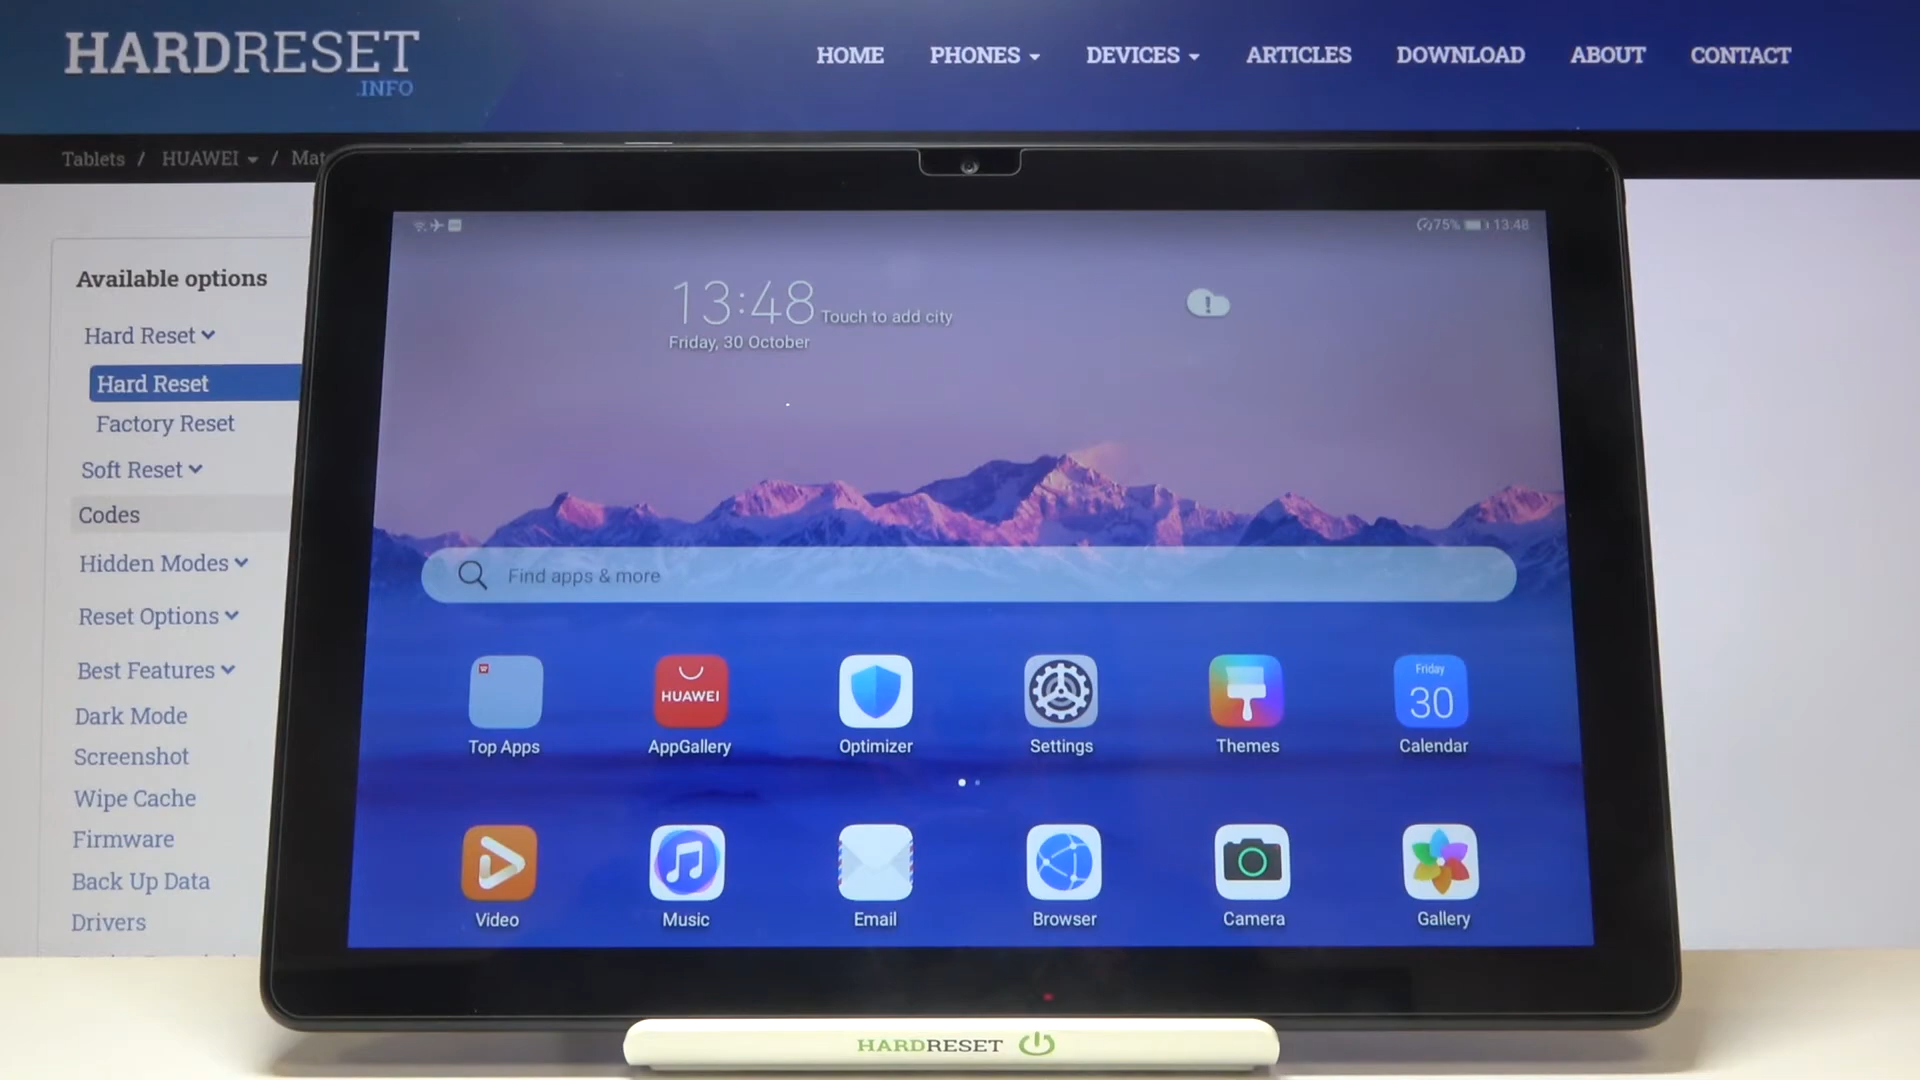 HARDRESET
.INFO
HOME PHONES DEVICES ARTICLES DOWNLOAD ABOUT CONTACT
Tablets / HUAWEI / Mat
Available options
Hard Reset
Hard Reset
Factory Reset
Soft Reset
Codes
Hidden Modes
Reset Options
Best Features
Dark Mode
Screenshot
Wipe Cache
Firmware
Back Up Data
Drivers
75% 13:48
13:48 Touch to add city
Friday, 30 October
Find apps & more
HUAWEI
Friday
30
Top Apps AppGallery Optimizer Settings Themes Calendar
Video Music Email Browser Camera Gallery
HARDRESET